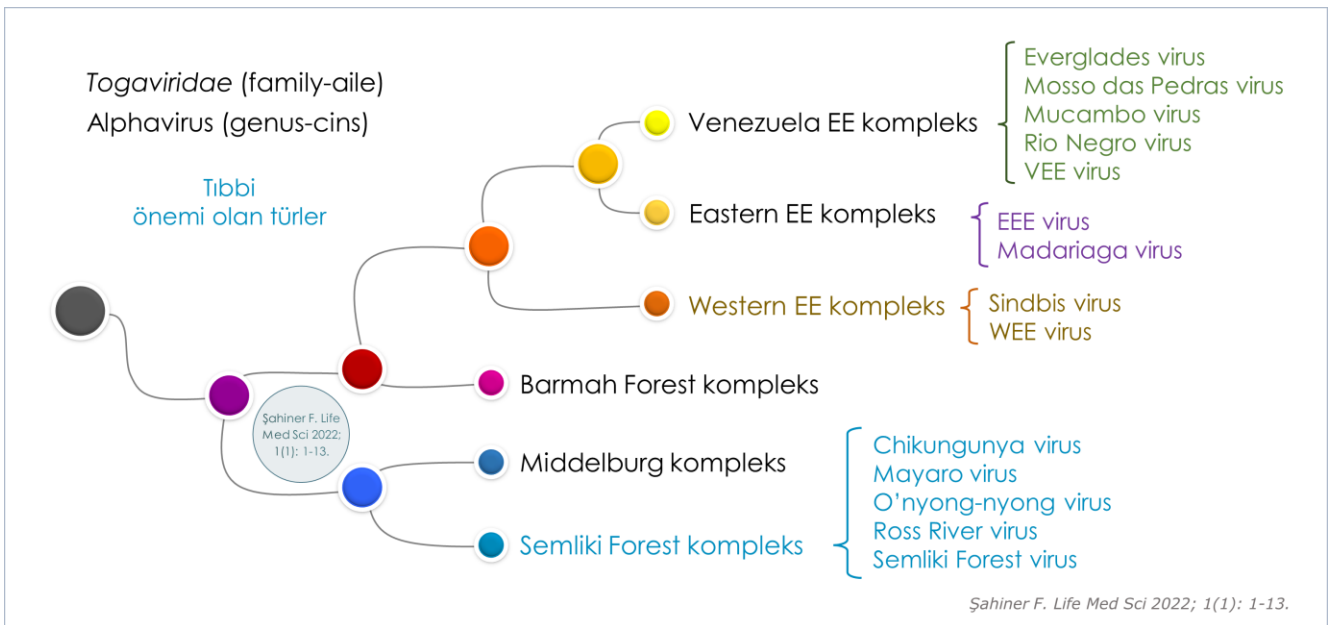 Togaviridae (family-aile)
Alphavirus (genus-cins)
Tıbbi
önemi olan türler
Venezuela EE kompleks
Everglades virus
Mosso das Pedras virus
Mucambo virus
Rio Negro virus
VEE virus
Eastern EE kompleks
EEE virus
Madariaga virus
Western EE kompleks
Sindbis virus
WEE virus
Barmah Forest kompleks
Şahiner F. Life
Med Sci 2022;
1(1): 1-13.
Middelburg kompleks
Semliki Forest kompleks
Chikungunya virus
Mayaro virus
O'nyong-nyong virus
Ross River virus
Semliki Forest virus
Şahiner F. Life Med Sci 2022; 1(1): 1-13.